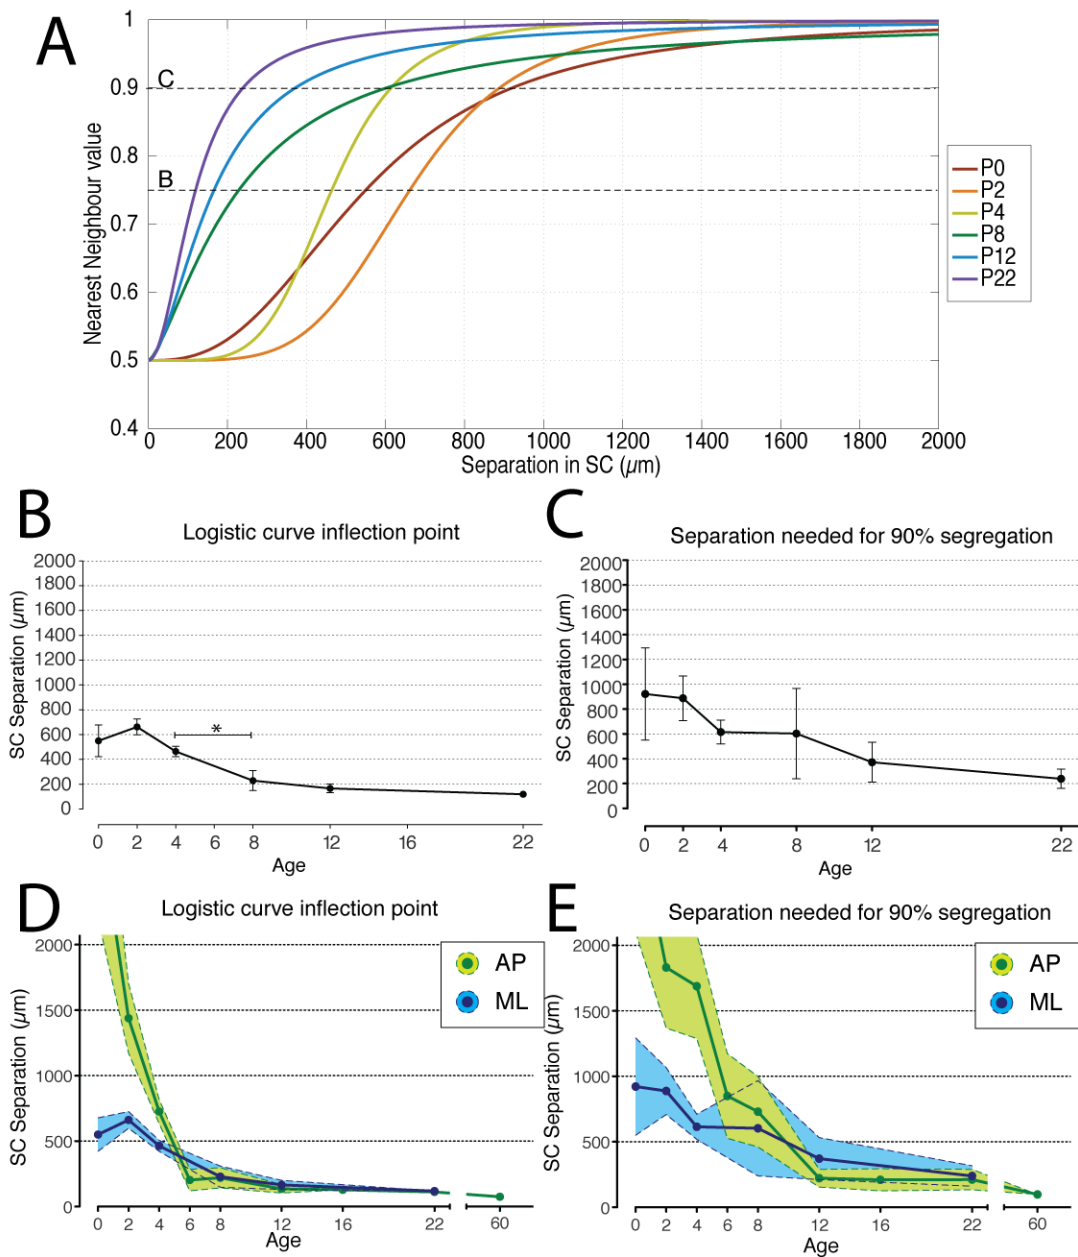 A
1
0.9
0.8
0.7
0.6
0.5
0.4
Nearest Neighbour value
C
B
0 200 400 600 800 1000 1200 1400 1600 1800 2000
Separation in SC (µm)
P0
P2
P4
P8
P12
P22
B
Logistic curve inflection point
SC Separation (µm)
2000
1800
1600
1400
1200
1000
800
600
400
200
0
*
0 2 4 6 8 12 16 22
Age
C
Separation needed for 90% segregation
SC Separation (µm)
2000
1800
1600
1400
1200
1000
800
600
400
200
0
0 2 4 8 12 22
Age
D
Logistic curve inflection point
SC Separation (µm)
2000
1500
1000
500
0
AP
ML
0 2 4 6 8 12 16 22 60
Age
E
Separation needed for 90% segregation
SC Separation (µm)
2000
1500
1000
500
0
AP
ML
0 2 4 6 8 12 16 22 60
Age